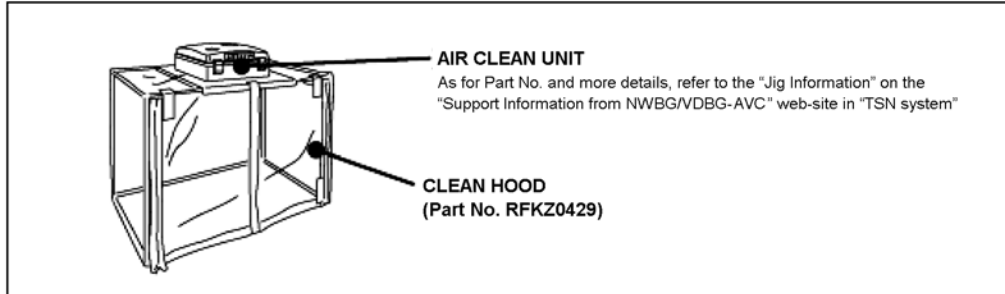 AIR CLEAN UNIT
As for Part No. and more details, refer to the “Jig Information” on the
“Support Information from NWBG/VDBG-AVC” web-site in “TSN system”
CLEAN HOOD
(Part No. RFKZ0429)